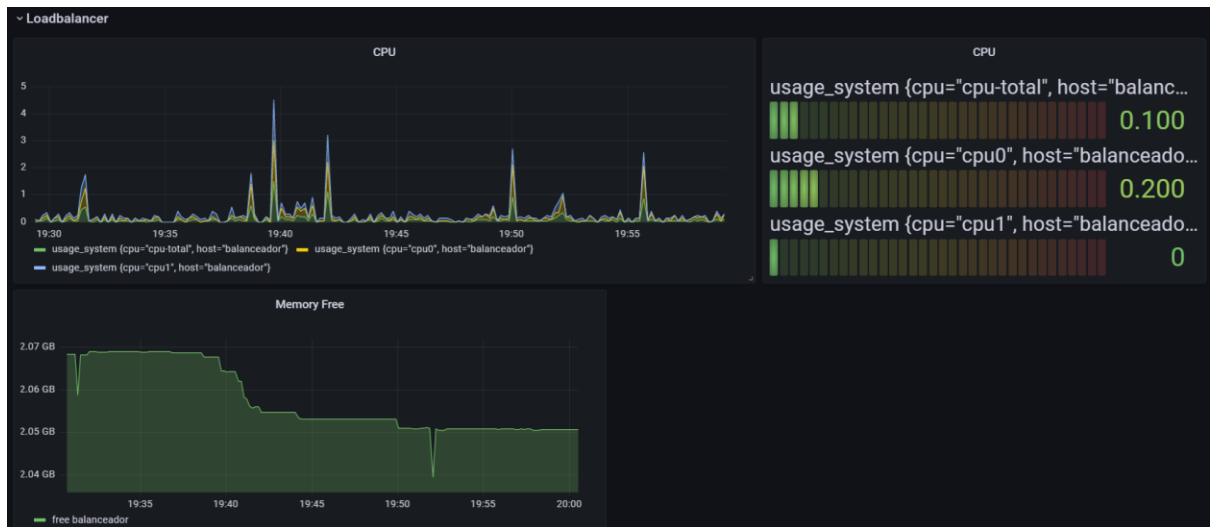 Loadbalancer
CPU
5
4
3
2
1
0
19:30 19:35 19:40 19:45 19:50 19:55
usage_system {cpu="cpu-total", host="balanceador"} usage_system {cpu="cpu0", host="balanceador"}
usage_system {cpu="cpu1", host="balanceador"}
CPU
usage_system {cpu="cpu-total", host="balanc...
0.100
usage_system {cpu="cpu0", host="balanceado...
0.200
usage_system {cpu="cpu1", host="balanceado...
0
Memory Free
2.07 GB
2.06 GB
2.05 GB
2.04 GB
19:35 19:40 19:45 19:50 19:55 20:00
free balanceador